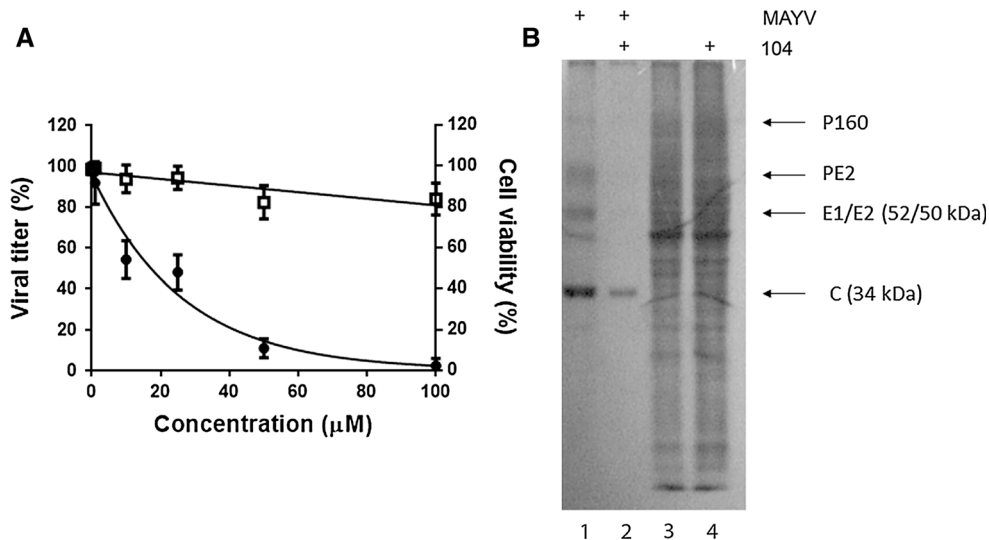 A
B
+ + MAYV
+ + 104
120 120
100 100
80 80
60 60
40 40
20 20
0 0
0 20 40 60 80 100
Viral titer (%)
Cell viability (%)
Concentration (µM)
P160
PE2
E1/E2 (52/50 kDa)
C (34 kDa)
1 2 3 4